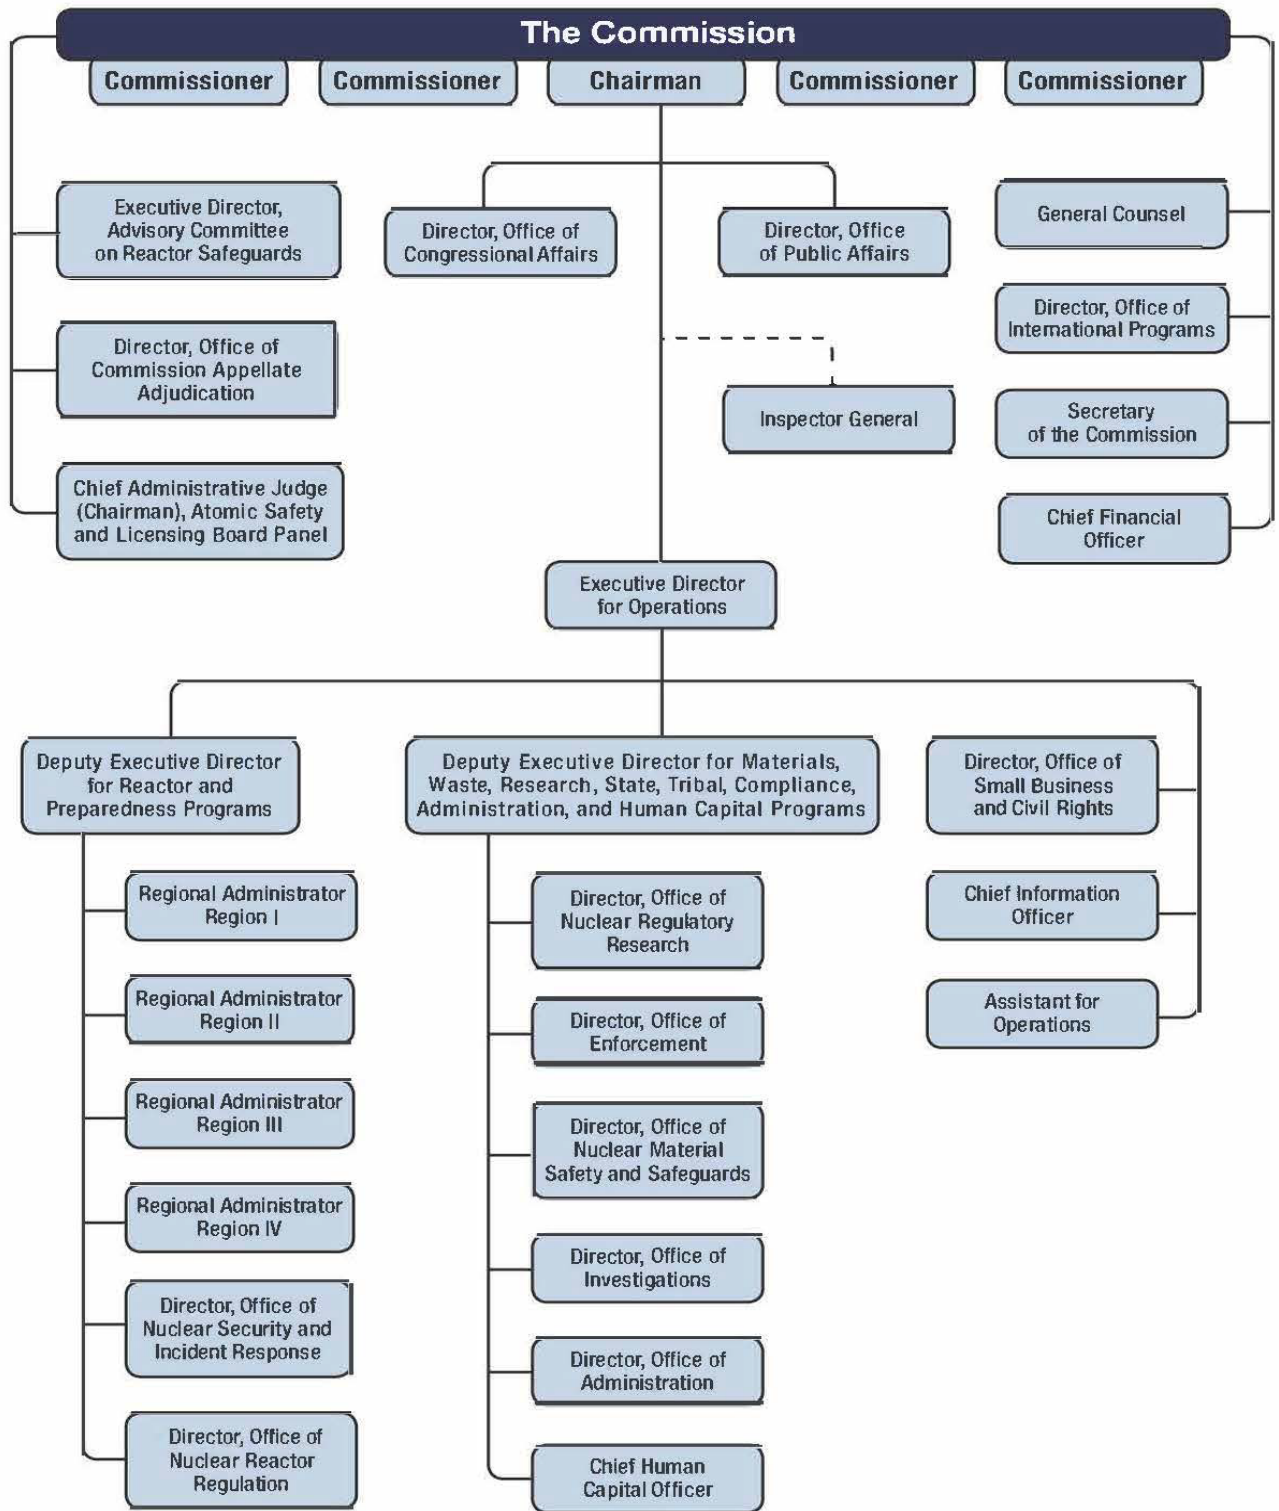 The Commission
Commissioner
Commissioner
Chairman
Commissioner
Commissioner
Executive Director,
Advisory Committee
on Reactor Safeguards
Director, Office of
Congressional Affairs
Director, Office
of Public Affairs
General Counsel
Director, Office of
International Programs
Director, Office of
Commission Appellate
Adjudication
Inspector General
Secretary
of the Commission
Chief Administrative Judge
(Chairman), Atomic Safety
and Licensing Board Panel
Chief Financial
Officer
Executive Director
for Operations
Deputy Executive Director
for Reactor and
Preparedness Programs
Deputy Executive Director for Materials,
Waste, Research, State, Tribal, Compliance,
Administration, and Human Capital Programs
Director, Office of
Small Business
and Civil Rights
Regional Administrator
Region I
Regional Administrator
Region II
Regional Administrator
Region III
Regional Administrator
Region IV
Director, Office of
Nuclear Security and
Incident Response
Director, Office of
Nuclear Reactor
Regulation
Director, Office of
Nuclear Regulatory
Research
Director, Office of
Enforcement
Director, Office of
Nuclear Material
Safety and Safeguards
Director, Office of
Investigations
Director, Office of
Administration
Chief Human
Capital Officer
Chief Information
Officer
Assistant for
Operations